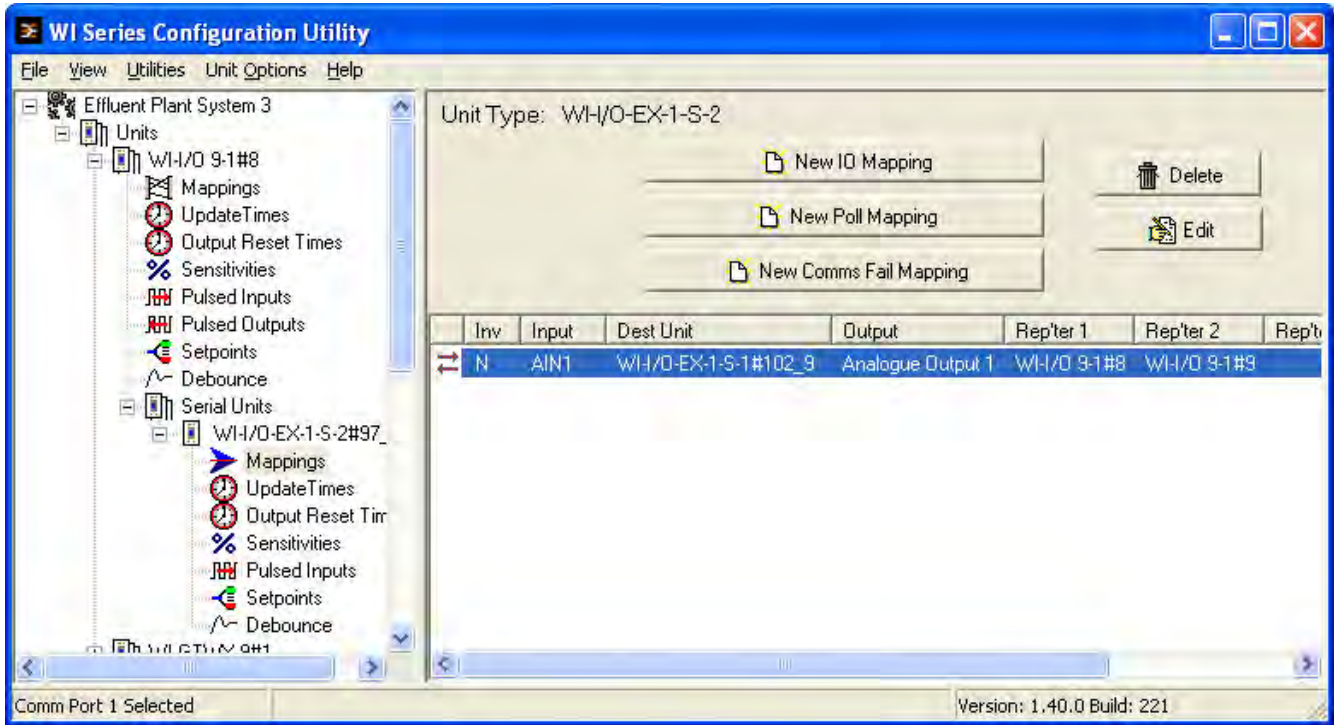 WI Series Configuration Utility
File View Utilities Unit Options Help
Effluent Plant System 3
Units
WI-I/O 9-1#8
Mappings
UpdateTimes
Output Reset Times
Sensitivities
Pulsed Inputs
Pulsed Outputs
Setpoints
Debounce
Serial Units
WI-I/O-EX-1-S-2#97_
Mappings
UpdateTimes
Output Reset Tim
Sensitivities
Pulsed Inputs
Setpoints
Debounce
Unit Type: WI-I/O-EX-1-S-2
New IO Mapping
New Poll Mapping
New Comms Fail Mapping
Delete
Edit
Inv Input Dest Unit Output Rep'ter 1 Rep'ter 2 Rep't
N AIN1 WI-I/O-EX-1-S-1#102_9 Analogue Output 1 WI-I/O 9-1#8 WI-I/O 9-1#9
Comm Port 1 Selected
Version: 1.40.0 Build: 221